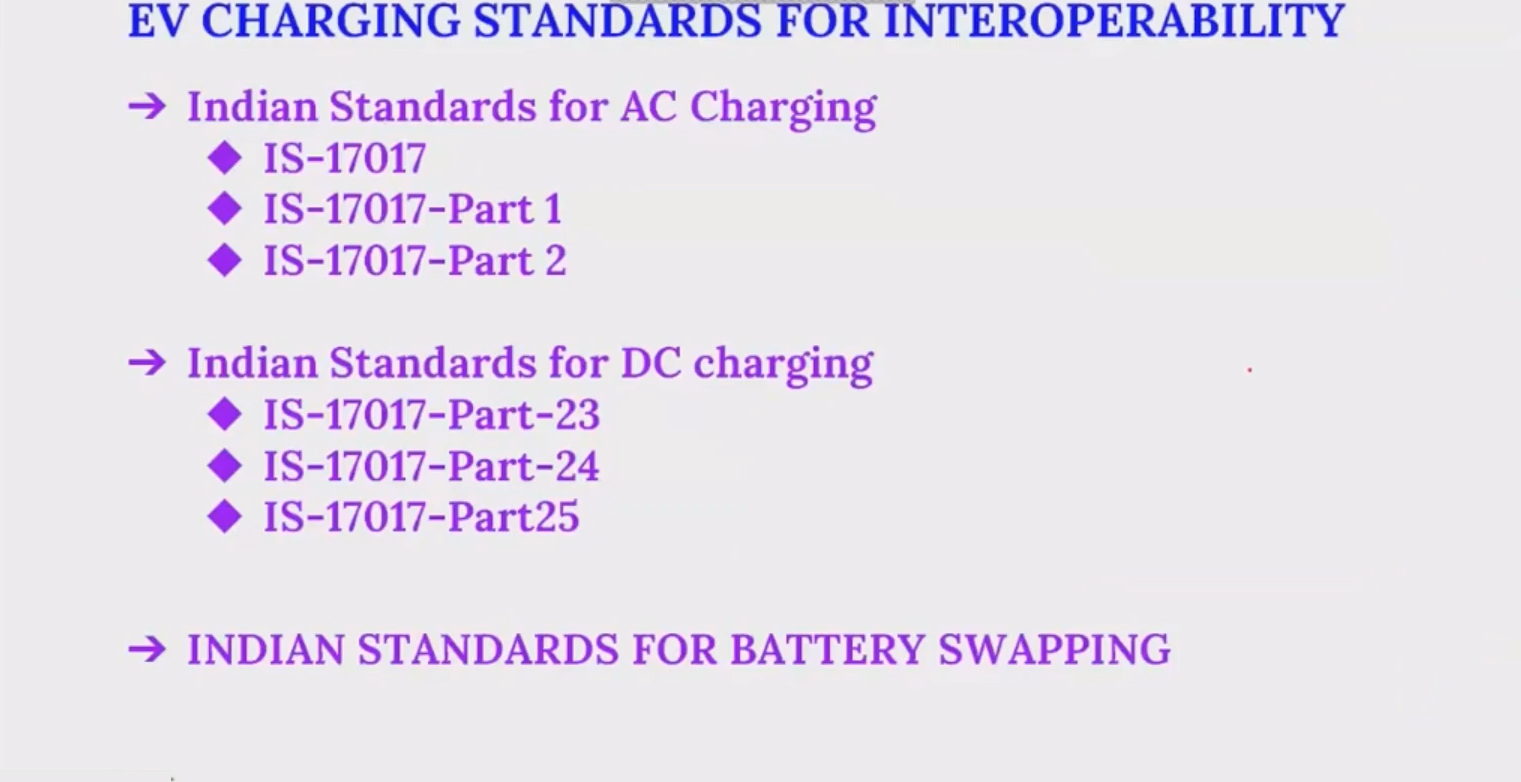 EV CHARGING STANDARDS FOR INTEROPERABILITY
➔ Indian Standards for AC Charging
◆ IS-17017
◆ IS-17017-Part 1
◆ IS-17017-Part 2
➔ Indian Standards for DC charging
◆ IS-17017-Part-23
◆ IS-17017-Part-24
◆ IS-17017-Part25
➔ INDIAN STANDARDS FOR BATTERY SWAPPING